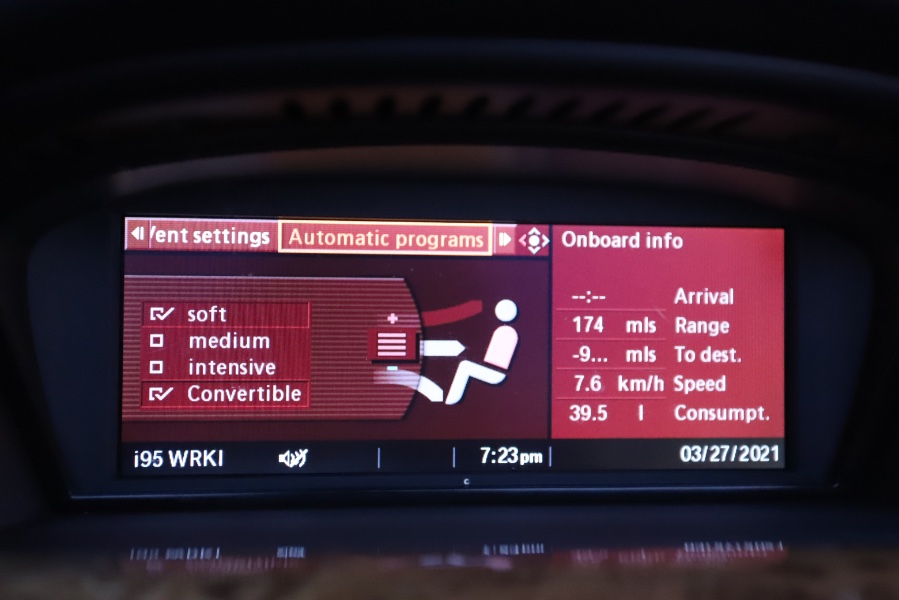 /ent settings
Automatic programs
Onboard info
soft
medium
intensive
Convertible
--:-- Arrival
174 mls Range
-9... mls To dest.
7.6 km/h Speed
39.5 l Consumpt.
i95 WRKI
7:23pm
03/27/2021
c